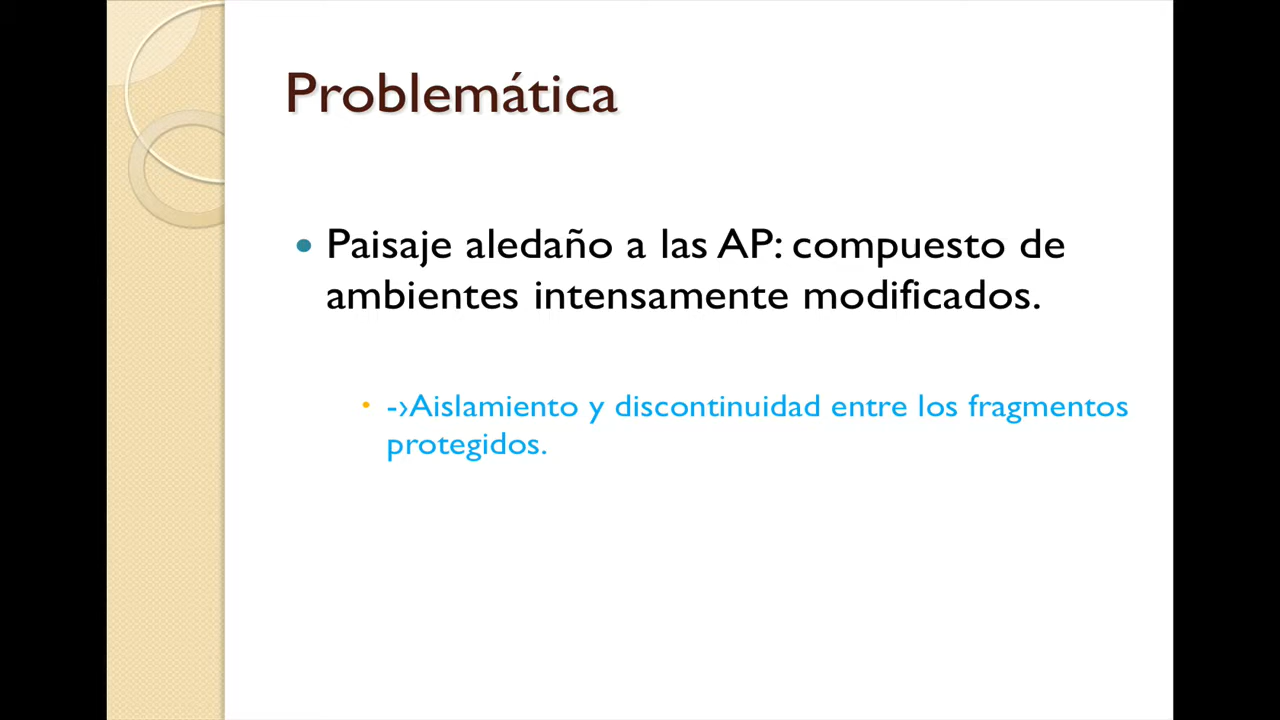 Problemática
• Paisaje aledaño a las AP: compuesto de
ambientes intensamente modificados.
• -›Aislamiento y discontinuidad entre los fragmentos
protegidos.